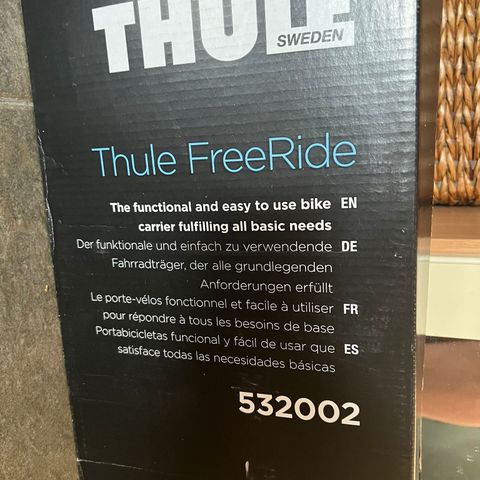 THULE
SWEDEN
Thule FreeRide
The functional and easy to use bike EN
carrier fulfilling all basic needs
Der funktionale und einfach zu verwendende DE
Fahrradträger, der alle grundlegenden
Anforderungen erfüllt
Le porte-vélos fonctionnel et facile à utiliser FR
pour répondre à tous les besoins de base
Portabicicletas funcional y fácil de usar que ES
satisface todas las necesidades básicas
532002